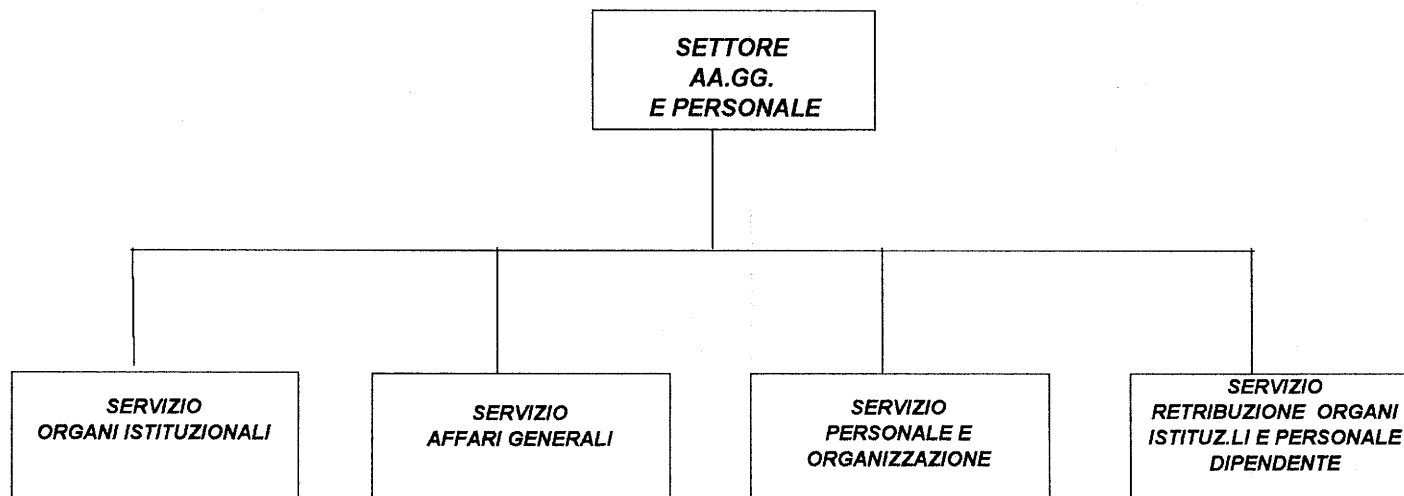 SETTORE
AA.GG.
E PERSONALE
SERVIZIO
ORGANI ISTITUZIONALI
SERVIZIO
AFFARI GENERALI
SERVIZIO
PERSONALE E
ORGANIZZAZIONE
SERVIZIO
RETRIBUZIONE ORGANI
ISTITUZ.LI E PERSONALE
DIPENDENTE